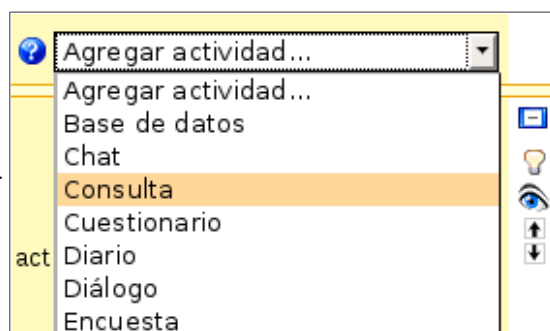 Agregar actividad...
Agregar actividad...
Base de datos
Chat
Consulta
Cuestionario
act Diario
Diálogo
Encuesta